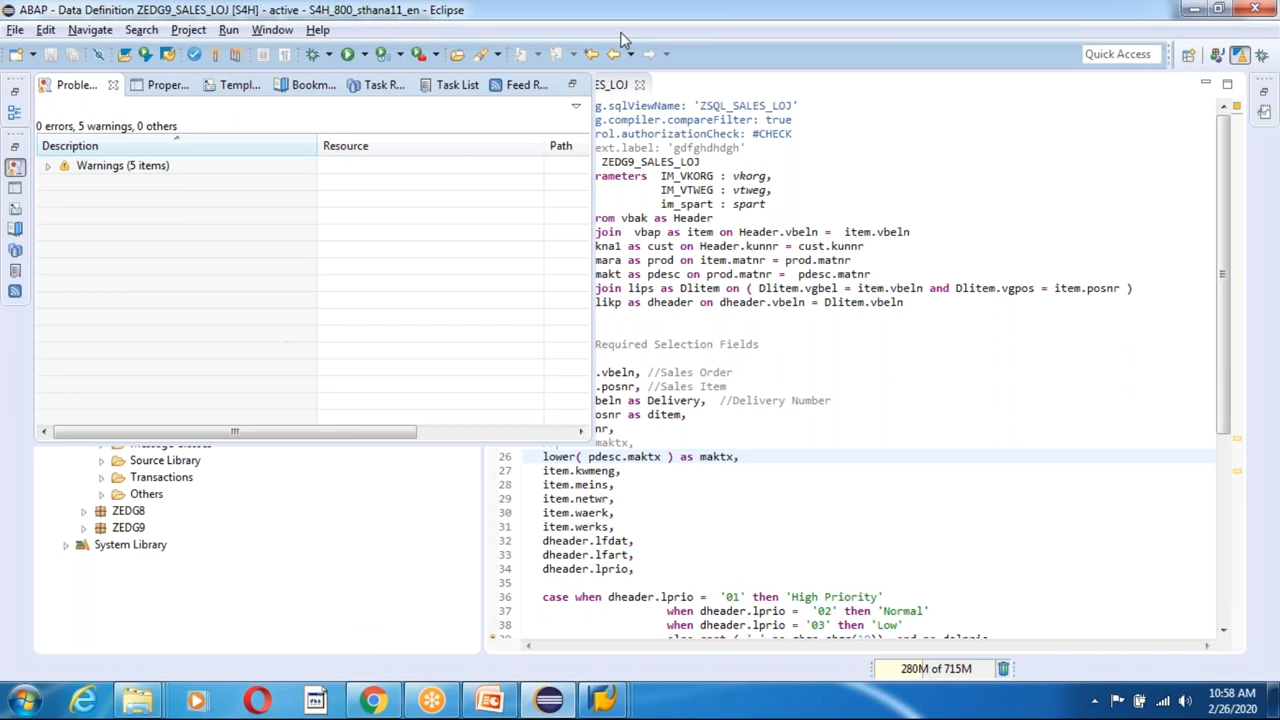 ABAP - Data Definition ZEDG9_SALES_LOJ [S4H] - active - S4H_800_sthana11_en - Eclipse
File Edit Navigate Search Project Run Window Help
Quick Access
Proble... Proper... Templ... Bookm... Task R... Task List Feed R...
0 errors, 5 warnings, 0 others
Description Resource Path
Warnings (5 items)
ES_LOJ
g.sqlViewName: 'ZSQL_SALES_LOJ'
g.compiler.compareFilter: true
rol.authorizationCheck: #CHECK
ext.label: 'gdfghdhdgh'
ZEDG9_SALES_LOJ
rameters IM_VKORG : vkorg,
IM_VTWEG : vtweg,
im_spart : spart
rom vbak as Header
join vbap as item on Header.vbeln = item.vbeln
kna1 as cust on Header.kunnr = cust.kunnr
mara as prod on item.matnr = prod.matnr
makt as pdesc on prod.matnr = pdesc.matnr
join lips as Dlitem on ( Dlitem.vgbel = item.vbeln and Dlitem.vgpos = item.posnr )
likp as dheader on dheader.vbeln = Dlitem.vbeln
Required Selection Fields
.vbeln, //Sales Order
.posnr, //Sales Item
beln as Delivery, //Delivery Number
osnr as ditem,
nr,
maktx,
26 lower( pdesc.maktx ) as maktx,
27 item.kwmeng,
28 item.meins,
29 item.netwr,
30 item.waerk,
31 item.werks,
32 dheader.lfdat,
33 dheader.lfart,
34 dheader.lprio,
35
36 case when dheader.lprio = '01' then 'High Priority'
37 when dheader.lprio = '02' then 'Normal'
38 when dheader.lprio = '03' then 'Low'
Source Library
Transactions
Others
ZEDG8
ZEDG9
System Library
280M of 715M
10:58 AM
2/26/2020